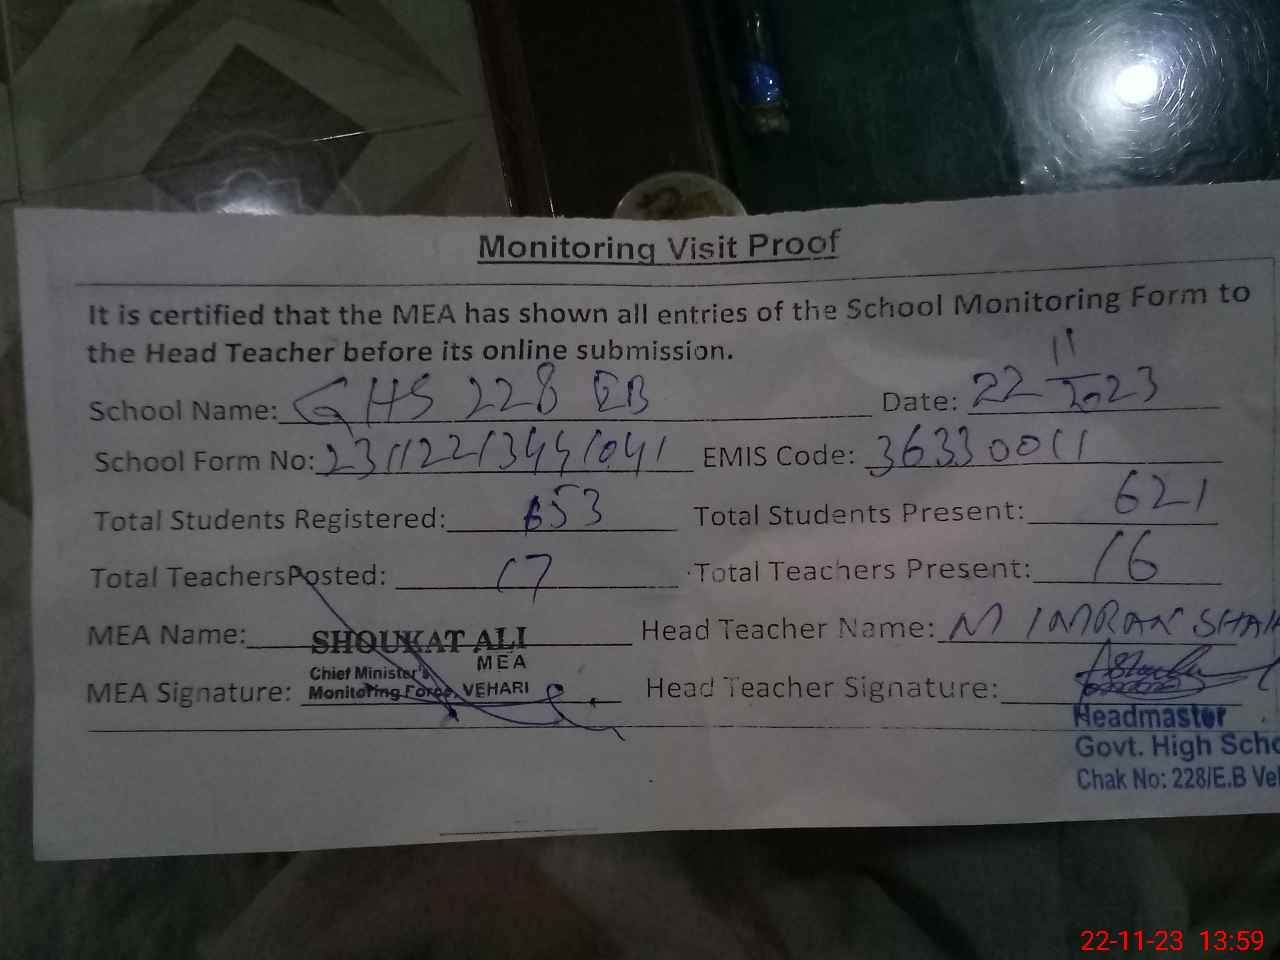 Monitoring Visit Proof
It is certified that the MEA has shown all entries of the School Monitoring Form to
the Head Teacher before its online submission.
School Name: GHS 228 EB Date: 22 11/2023
School Form No: EMIS Code: 36330011
Total Students Registered: 653 Total Students Present: 621
Total TeachersPosted: 17 Total Teachers Present: 16
MEA Name: SHOUKAT ALI Head Teacher Name: M IMRAN SHAH
MEA
Chief Minister's
MEA Signature: Monitoring Force, VEHARI Head Teacher Signature:
Headmaster
Govt. High Scho
Chak No: 228/E.B Veh
22-11-23 13:59